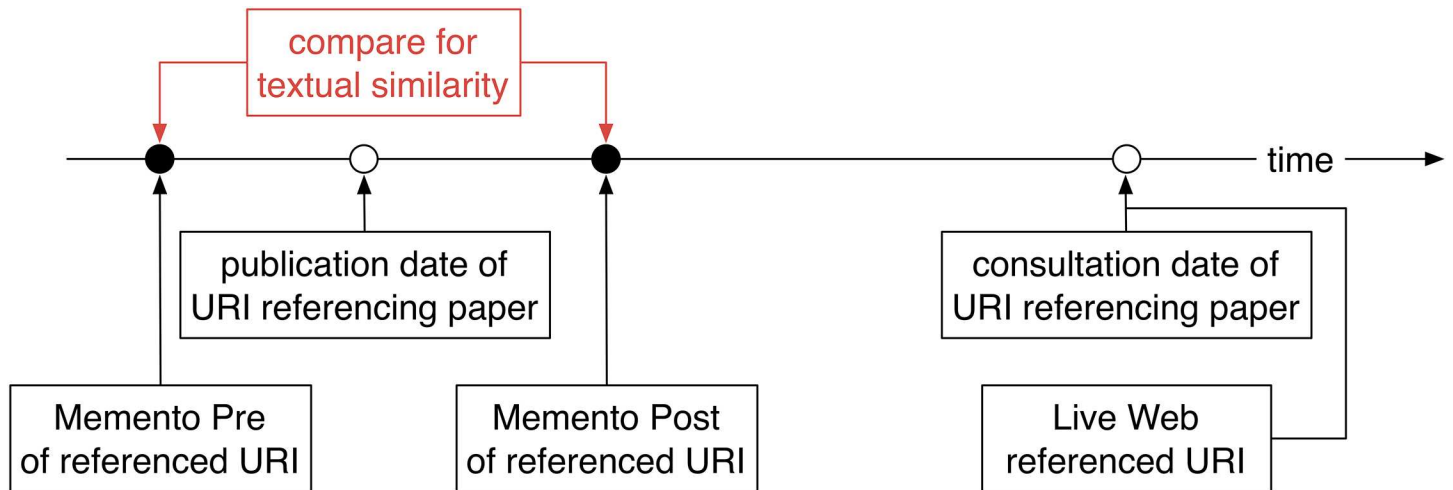 compare for
textual similarity
time
publication date of
URI referencing paper
consultation date of
URI referencing paper
Memento Pre
of referenced URI
Memento Post
of referenced URI
Live Web
referenced URI